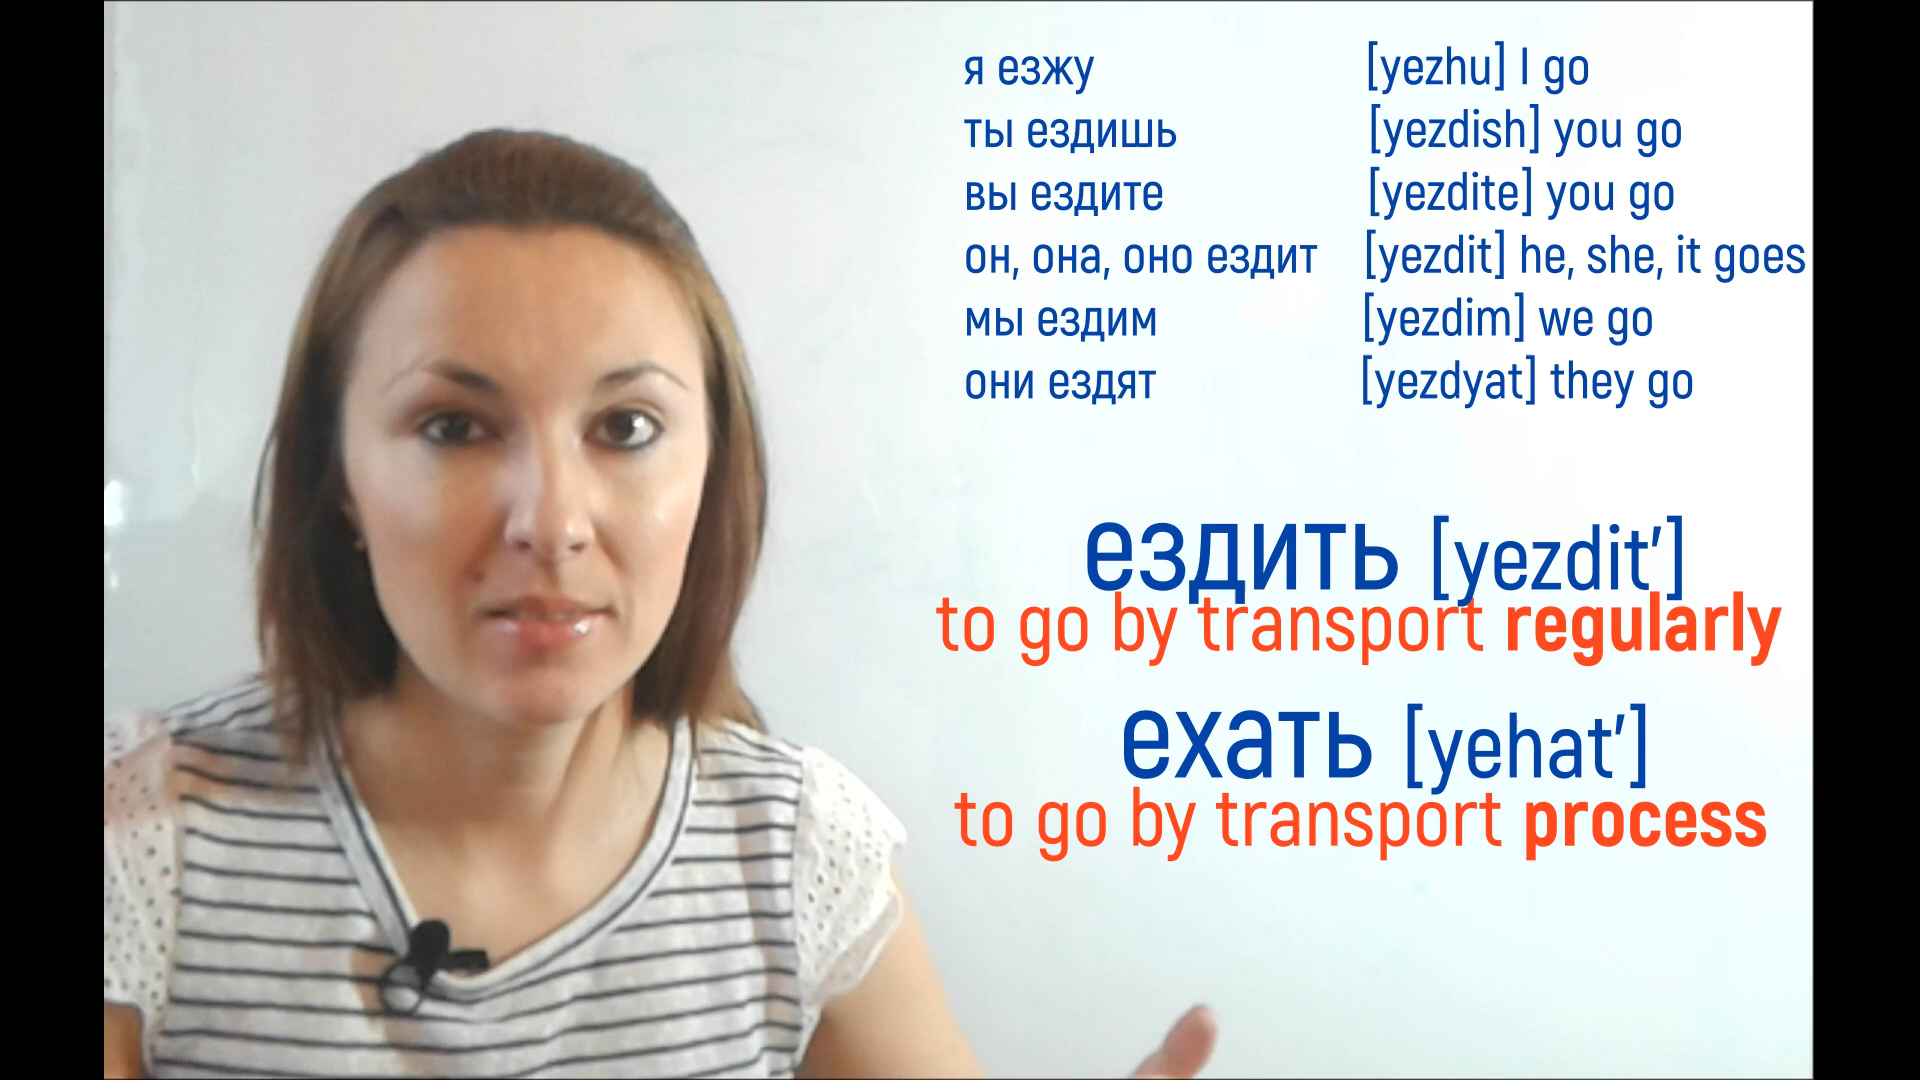 я езжу [yezhu] I go
ты ездишь [yezdish] you go
вы ездите [yezdite] you go
он, она, оно ездит [yezdit] he, she, it goes
мы ездим [yezdim] we go
они ездят [yezdyat] they go
ездить [yezdit']
to go by transport regularly
ехать [yehat']
to go by transport process